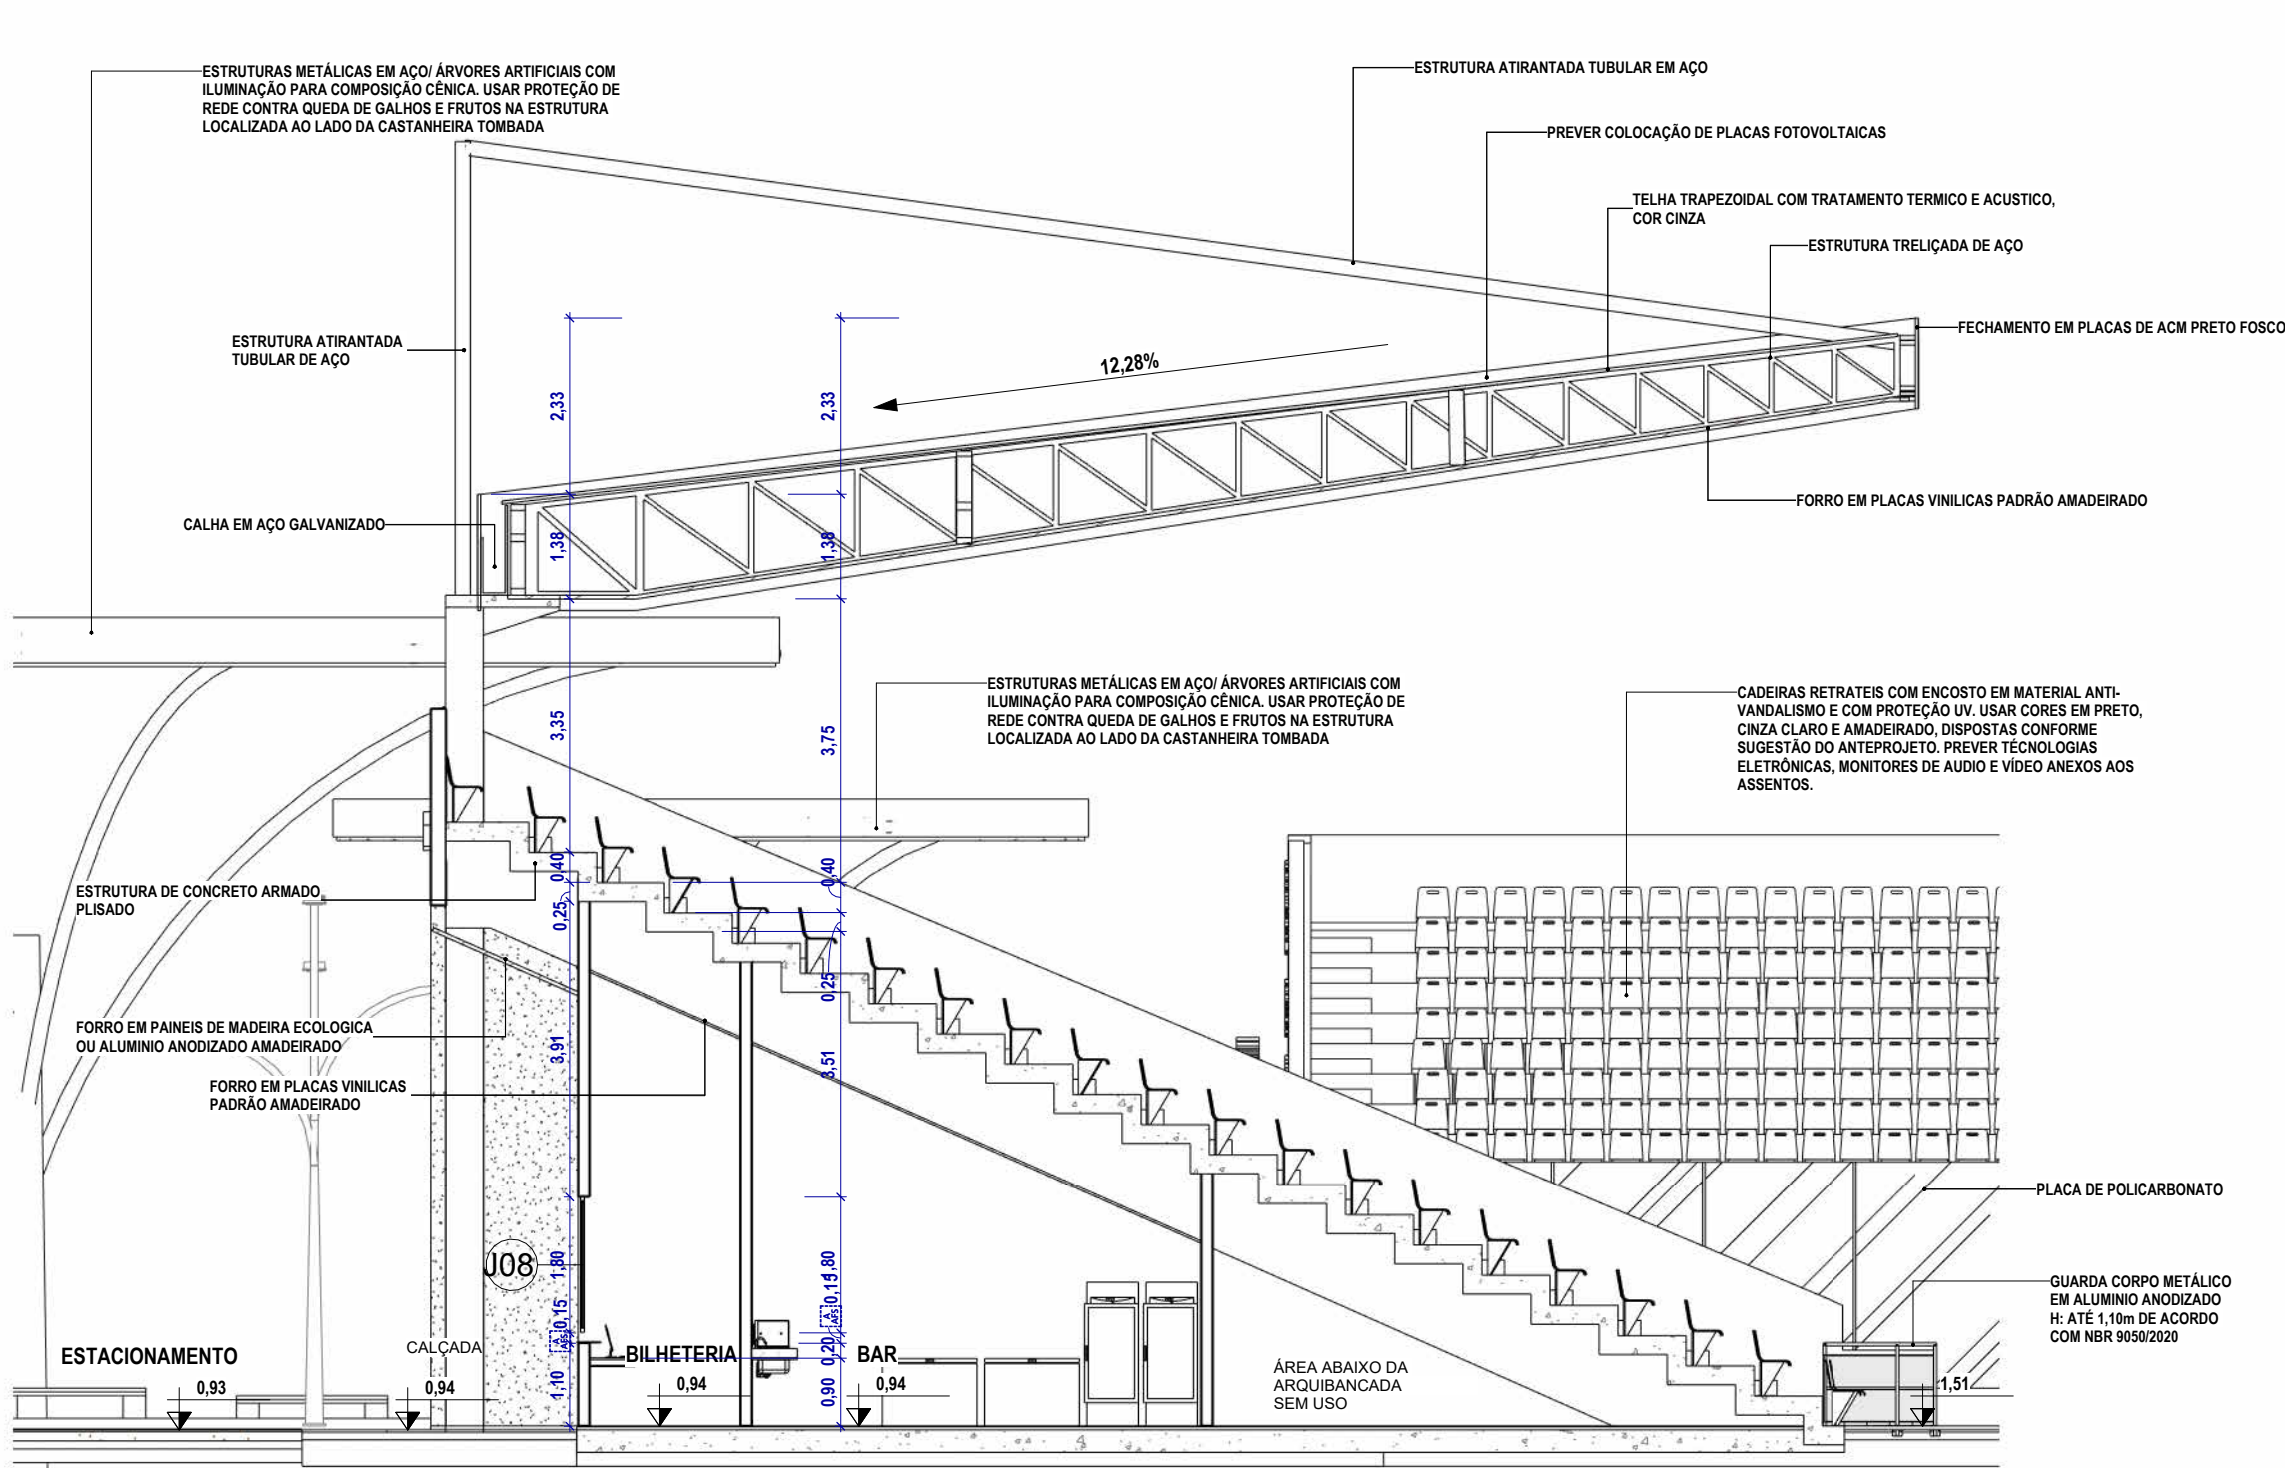 ESTRUTURAS METÁLICAS EM AÇO/ ÁRVORES ARTIFICIAIS COM
ILUMINAÇÃO PARA COMPOSIÇÃO CÊNICA. USAR PROTEÇÃO DE
REDE CONTRA QUEDA DE GALHOS E FRUTOS NA ESTRUTURA
LOCALIZADA AO LADO DA CASTANHEIRA TOMBADA
ESTRUTURA ATIRANTADA TUBULAR EM AÇO
PREVER COLOCAÇÃO DE PLACAS FOTOVOLTAICAS
TELHA TRAPEZOIDAL COM TRATAMENTO TERMICO E ACUSTICO,
COR CINZA
ESTRUTURA TRELIÇADA DE AÇO
FECHAMENTO EM PLACAS DE ACM PRETO FOSCO
ESTRUTURA ATIRANTADA
TUBULAR DE AÇO
12,28%
2,33
2,33
FORRO EM PLACAS VINILICAS PADRÃO AMADEIRADO
CALHA EM AÇO GALVANIZADO
1,38
1,38
ESTRUTURAS METÁLICAS EM AÇO/ ÁRVORES ARTIFICIAIS COM
ILUMINAÇÃO PARA COMPOSIÇÃO CÊNICA. USAR PROTEÇÃO DE
REDE CONTRA QUEDA DE GALHOS E FRUTOS NA ESTRUTURA
LOCALIZADA AO LADO DA CASTANHEIRA TOMBADA
CADEIRAS RETRATEIS COM ENCOSTO EM MATERIAL ANTI-
VANDALISMO E COM PROTEÇÃO UV. USAR CORES EM PRETO,
CINZA CLARO E AMADEIRADO, DISPOSTAS CONFORME
SUGESTÃO DO ANTEPROJETO. PREVER TÉCNOLOGIAS
ELETRÔNICAS, MONITORES DE AUDIO E VÍDEO ANEXOS AOS
ASSENTOS.
3,35
3,75
0,40
0,40
ESTRUTURA DE CONCRETO ARMADO
PLISADO
0,25
0,25
FORRO EM PAINEIS DE MADEIRA ECOLOGICA
OU ALUMINIO ANODIZADO AMADEIRADO
3,91
3,51
FORRO EM PLACAS VINILICAS
PADRÃO AMADEIRADO
PLACA DE POLICARBONATO
J08
1,80
1,80
0,15
0,15
A
AFS
A
AFS
GUARDA CORPO METÁLICO
EM ALUMINIO ANODIZADO
H: ATÉ 1,10m DE ACORDO
COM NBR 9050/2020
ESTACIONAMENTO
CALÇADA
BILHETERIA
0,20
BAR
ÁREA ABAIXO DA
ARQUIBANCADA
SEM USO
0,93
0,94
1,10
0,94
0,90
0,94
1,51